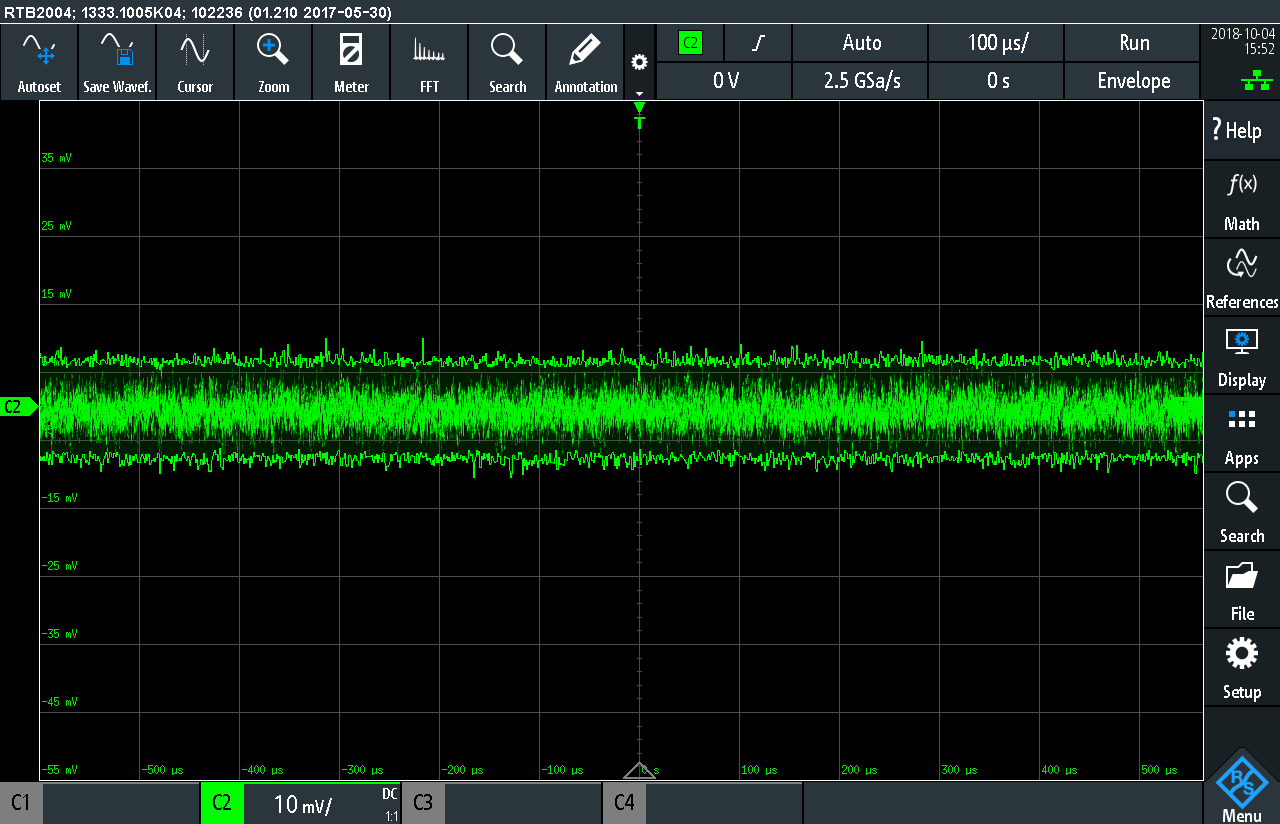 RTB2004; 1333.1005K04; 102236 (01.210 2017-05-30)
Autoset
Save Wavef.
Cursor
Zoom
Meter
FFT
Search
Annotation
C2
Auto
100 µs/
Run
0 V
2.5 GSa/s
0 s
Envelope
2018-10-04
15:52
T
35 mV
25 mV
15 mV
C2
-15 mV
-25 mV
-35 mV
-45 mV
-55 mV
-500 µs
-400 µs
-300 µs
-200 µs
-100 µs
0 s
100 µs
200 µs
300 µs
400 µs
500 µs
? Help
f(x)
Math
References
Display
Apps
Search
File
Setup
R S
Menu
C1
C2
10 mV/
DC
1:1
C3
C4